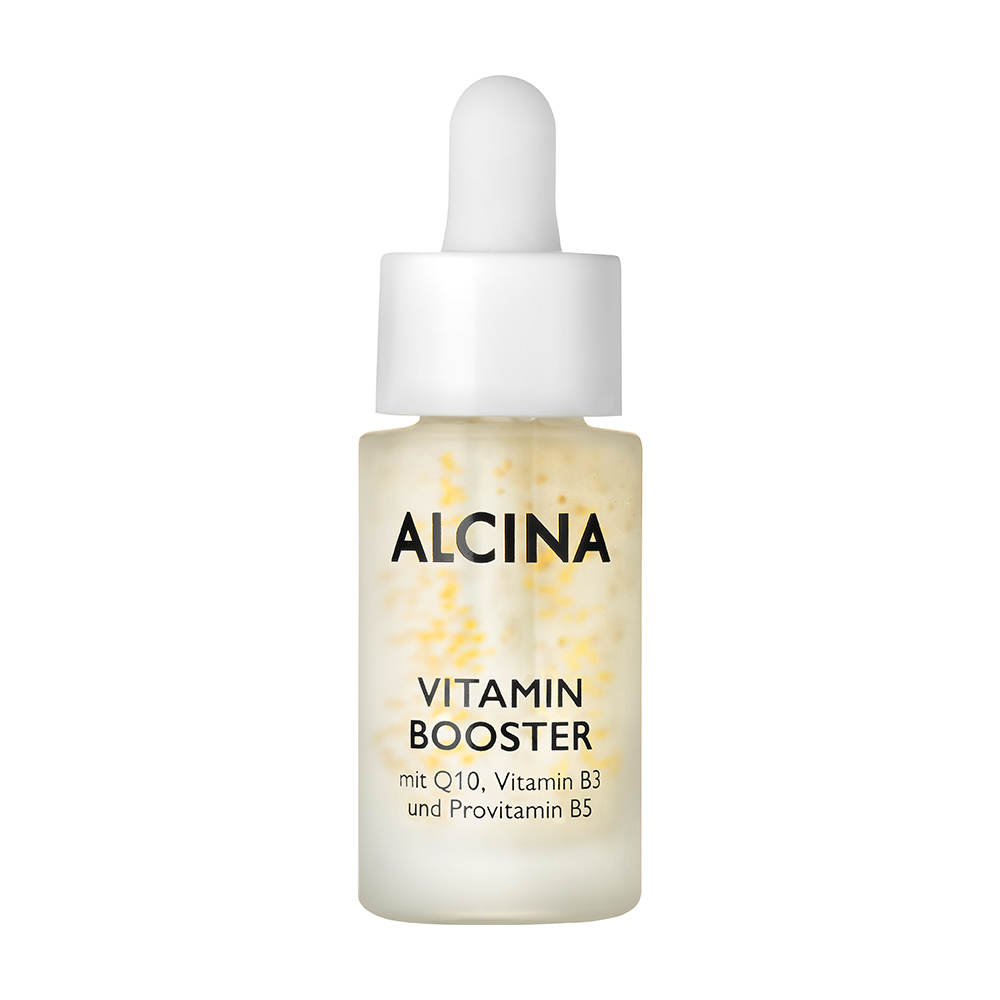 ALCINA
VITAMIN
BOOSTER
mit Q10, Vitamin B3
und Provitamin B5